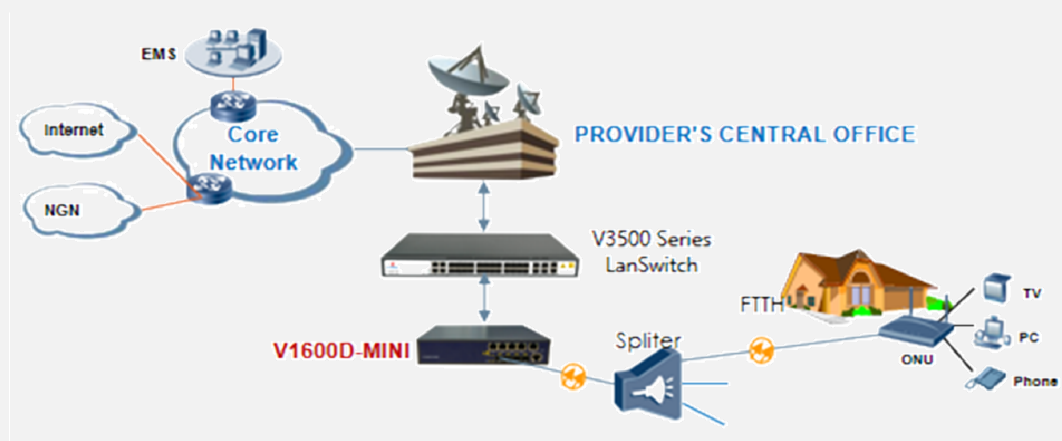 EMS
Internet
Core
Network
PROVIDER'S CENTRAL OFFICE
NGN
V3500 Series
LanSwitch
FTTH
TV
V1600D-MINI
Spliter
PC
ONU
Phone